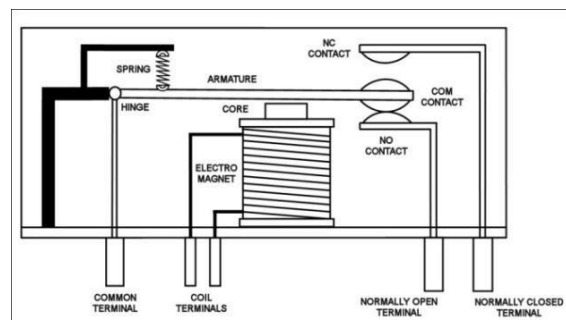 NC
CONTACT
SPRING
ARMATURE
COM
CONTACT
HINGE
CORE
NO
CONTACT
ELECTRO
MAGNET
COMMON
TERMINAL
COIL
TERMINALS
NORMALLY OPEN
TERMINAL
NORMALLY CLOSED
TERMINAL